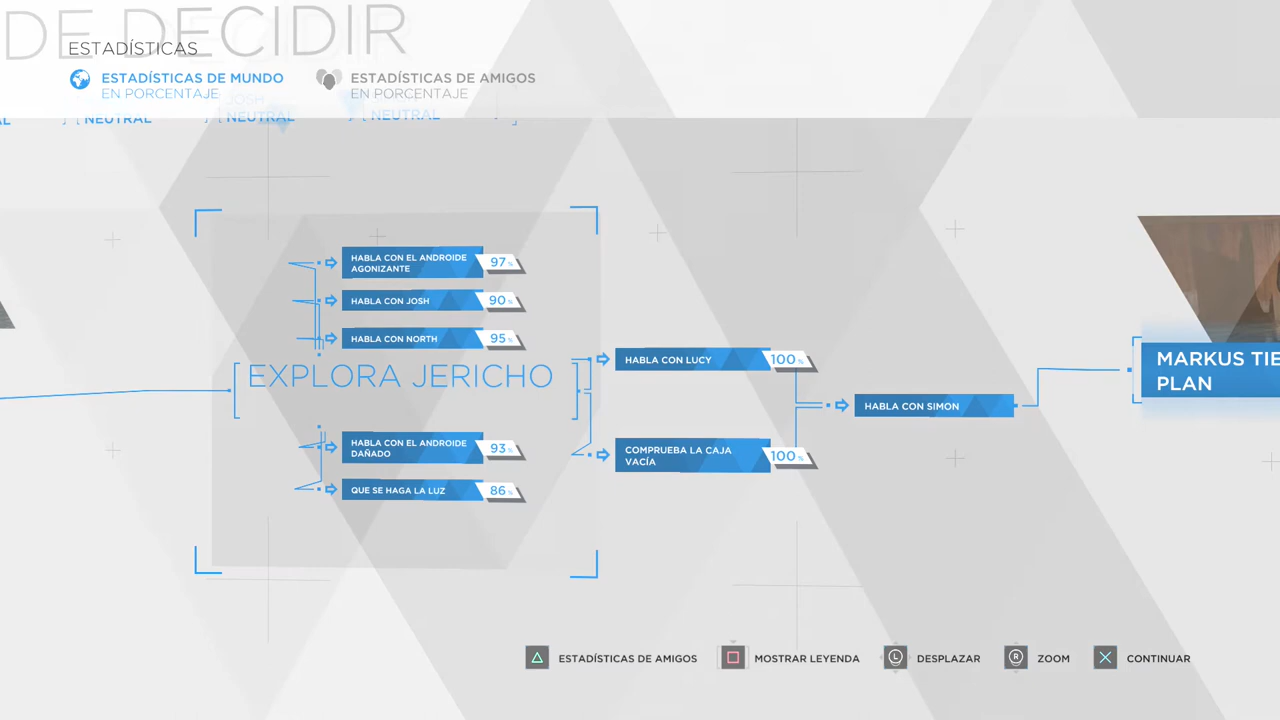 DE DECIDIR
ESTADÍSTICAS
ESTADÍSTICAS DE MUNDO
EN PORCENTAJE
ESTADÍSTICAS DE AMIGOS
EN PORCENTAJE
JOSH
AL
[ NEUTRAL
[ NEUTRAL
[ NEUTRAL
HABLA CON EL ANDROIDE
AGONIZANTE
97%
HABLA CON JOSH
90%
HABLA CON NORTH
95%
EXPLORA JERICHO
HABLA CON EL ANDROIDE
DAÑADO
93%
QUE SE HAGA LA LUZ
86%
HABLA CON LUCY
100%
COMPRUEBA LA CAJA
VACÍA
100%
HABLA CON SIMON
MARKUS TIE
PLAN
ESTADÍSTICAS DE AMIGOS
MOSTRAR LEYENDA
L
DESPLAZAR
R
ZOOM
CONTINUAR